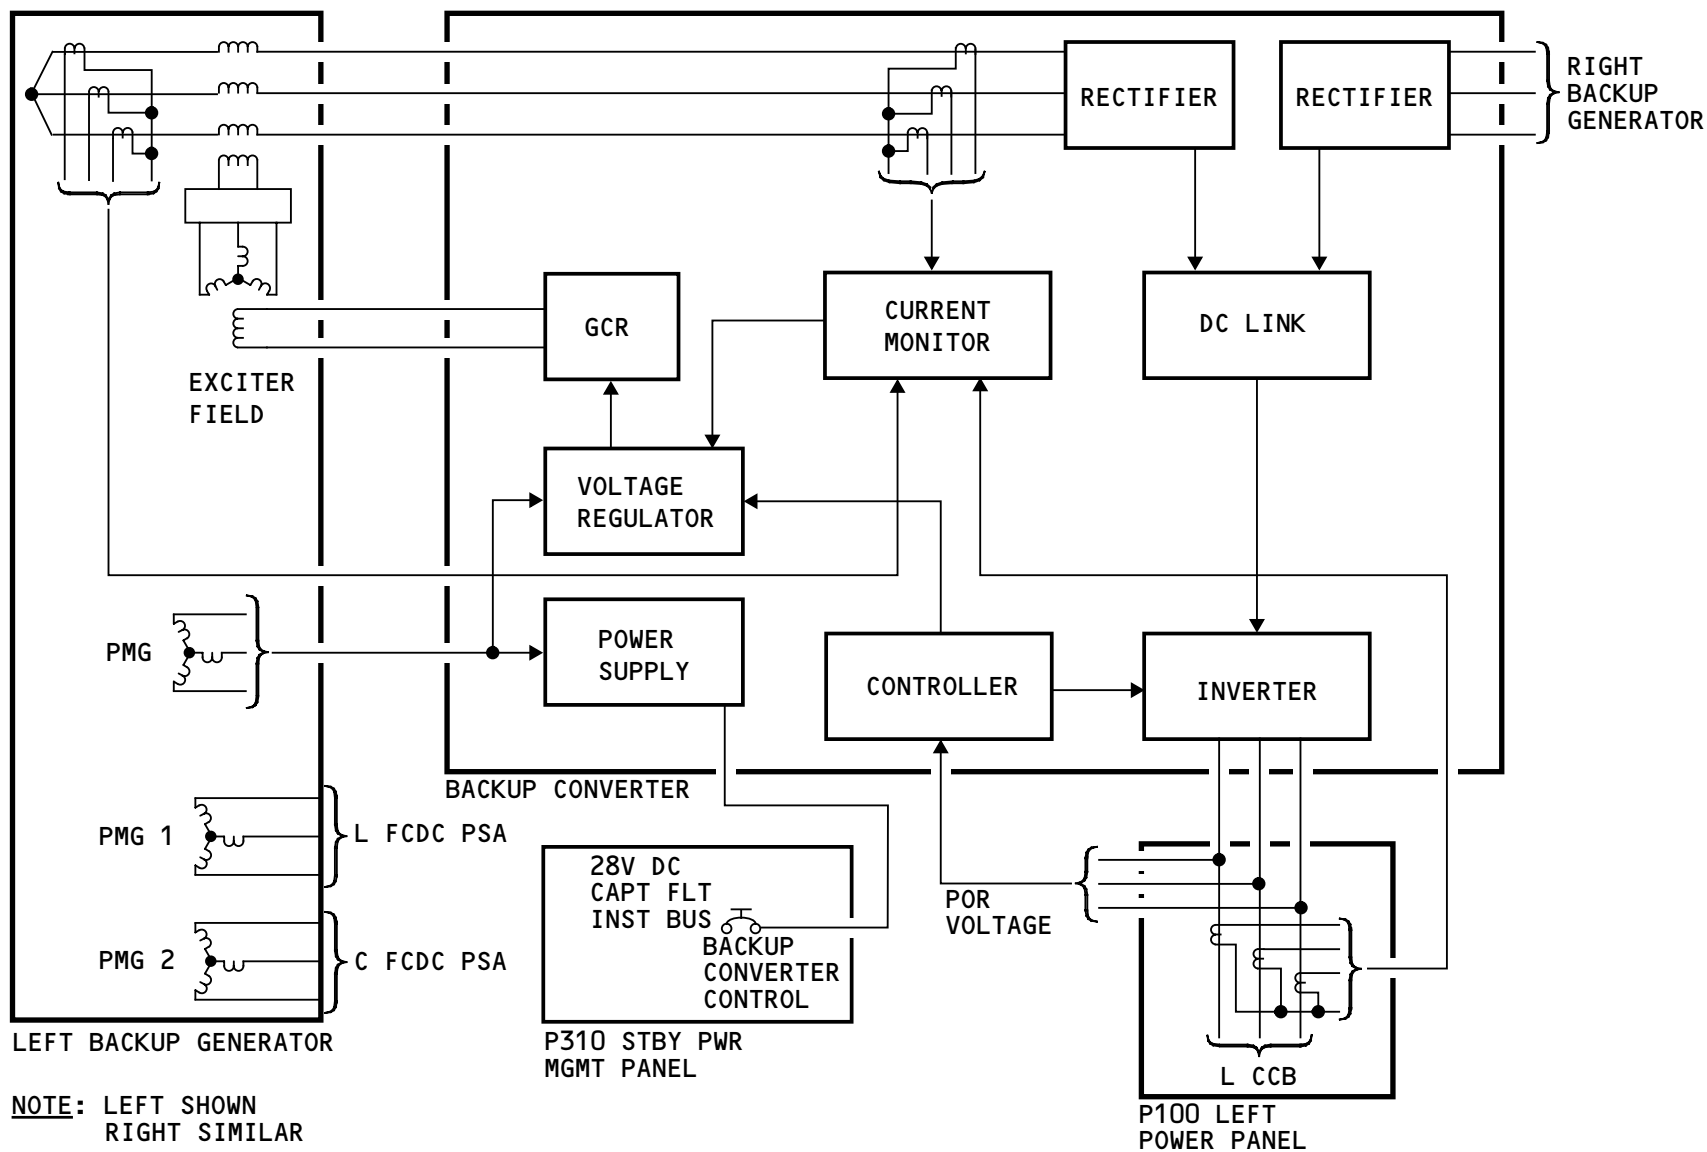 RIGHT
BACKUP
GENERATOR
RECTIFIER
RECTIFIER
GCR
CURRENT
MONITOR
DC LINK
EXCITER
FIELD
VOLTAGE
REGULATOR
PMG
POWER
SUPPLY
CONTROLLER
INVERTER
BACKUP CONVERTER
PMG 1
L FCDC PSA
28V DC
CAPT FLT
INST BUS
BACKUP
CONVERTER
CONTROL
POR
VOLTAGE
PMG 2
C FCDC PSA
LEFT BACKUP GENERATOR
P310 STBY PWR
MGMT PANEL
L CCB
P100 LEFT
POWER PANEL
NOTE: LEFT SHOWN
RIGHT SIMILAR